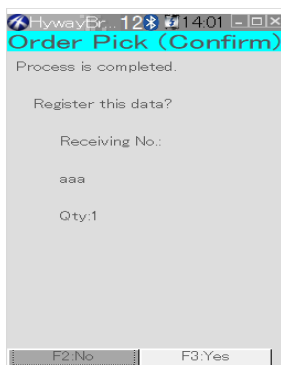 HywayBr... 12 14:01
Order Pick (Confirm)
Process is completed.
Register this data?
Receiving No.:
aaa
Qty:1
F2:No F3:Yes